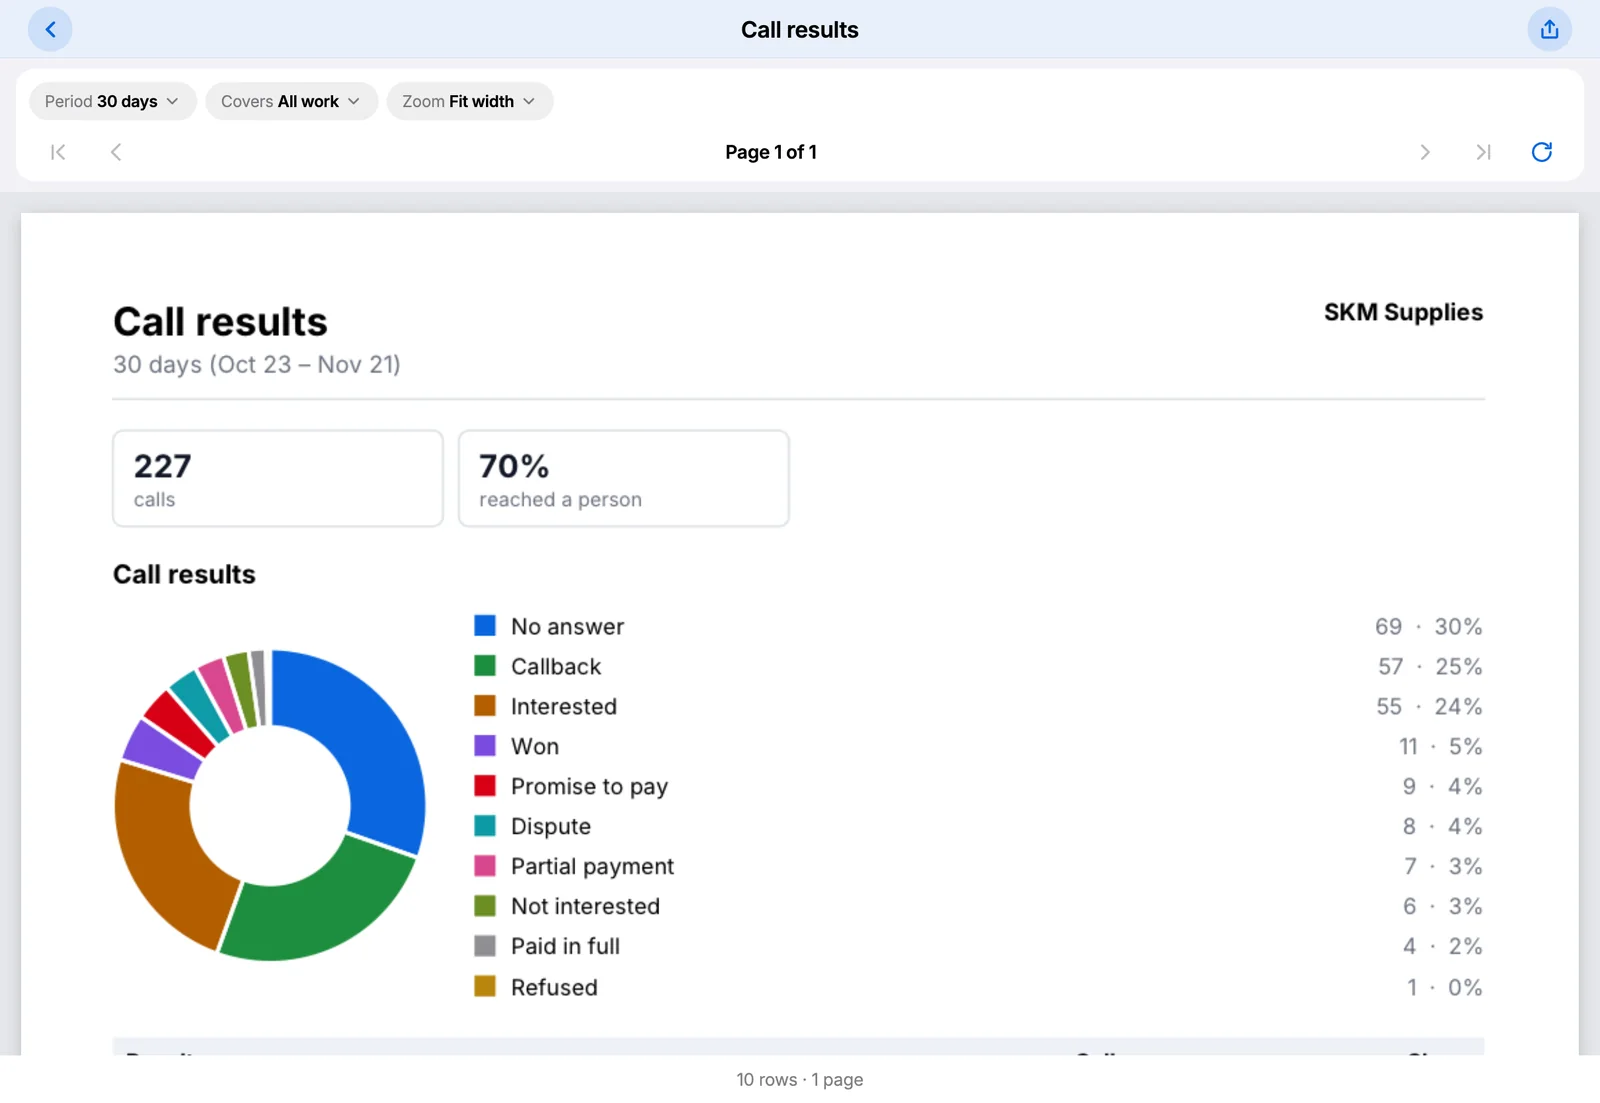 Call results
Period 30 days
Covers All work
Zoom Fit width
Page 1 of 1
Call results
SKM Supplies
30 days (Oct 23 – Nov 21)
227
calls
70%
reached a person
Call results
No answer 69 · 30%
Callback 57 · 25%
Interested 55 · 24%
Won 11 · 5%
Promise to pay 9 · 4%
Dispute 8 · 4%
Partial payment 7 · 3%
Not interested 6 · 3%
Paid in full 4 · 2%
Refused 1 · 0%
10 rows · 1 page